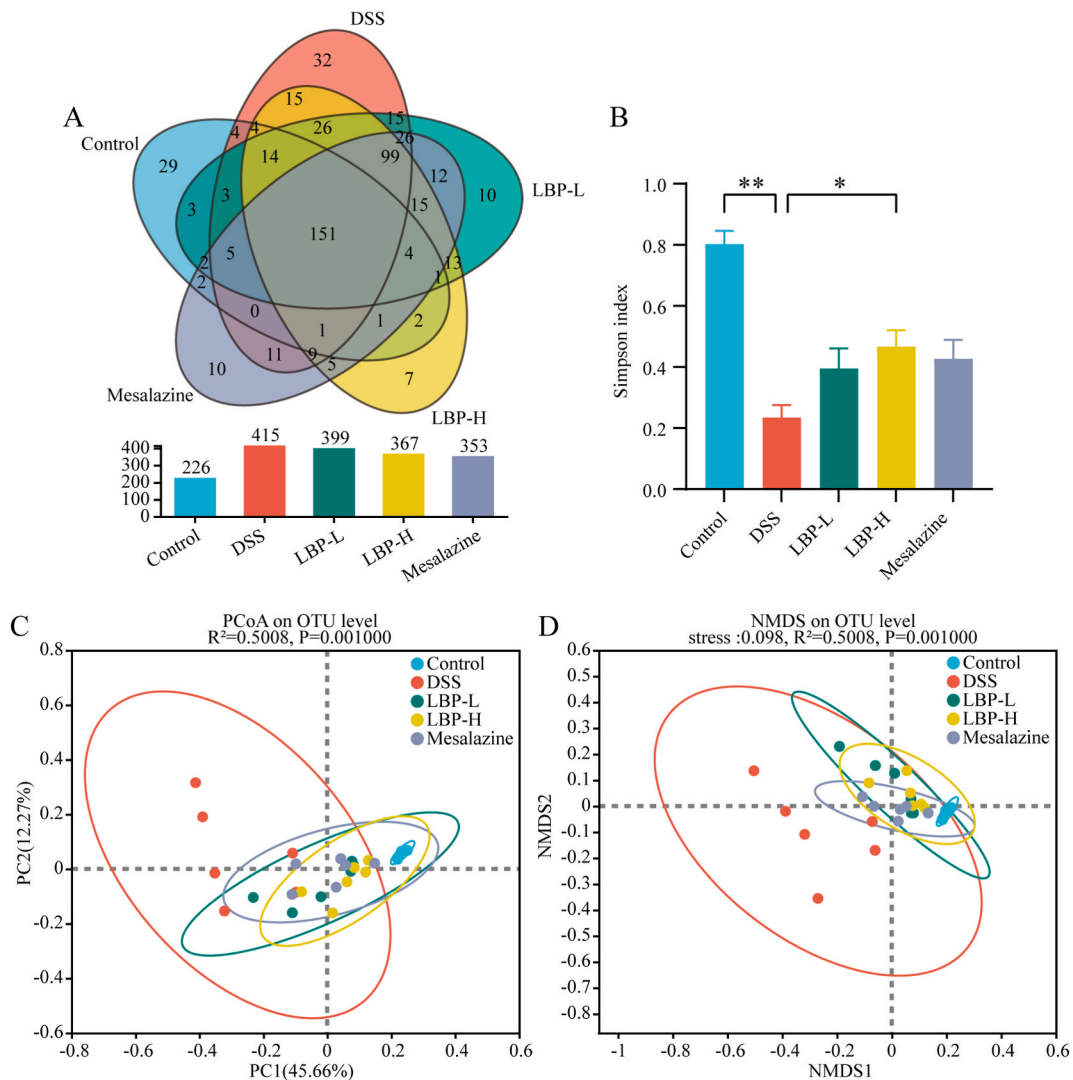 A
DSS
Control
LBP-L
Mesalazine
LBP-H
32
15
15
4
4
26
26
29
14
99
12
10
3
3
15
151
5
4
13
2
2
1
0
1
1
2
11
9
5
10
7
400
300
200
100
0
226
415
399
367
353
Control
DSS
LBP-L
LBP-H
Mesalazine
B
Simpson index
1.0
0.8
0.6
0.4
0.2
0.0
**
*
Control
DSS
LBP-L
LBP-H
Mesalazine
C
PCoA on OTU level
R²=0.5008, P=0.001000
Control
DSS
LBP-L
LBP-H
Mesalazine
PC2(12.27%)
0.8
0.6
0.4
0.2
0
-0.2
-0.4
-0.6
-0.8
-0.6
-0.4
-0.2
0
0.2
0.4
0.6
PC1(45.66%)
D
NMDS on OTU level
stress :0.098, R²=0.5008, P=0.001000
Control
DSS
LBP-L
LBP-H
Mesalazine
NMDS2
0.6
0.5
0.4
0.3
0.2
0.1
0
-0.1
-0.2
-0.3
-0.4
-0.5
-0.6
-0.7
-0.8
-1
-0.8
-0.6
-0.4
-0.2
0
0.2
0.4
0.6
NMDS1